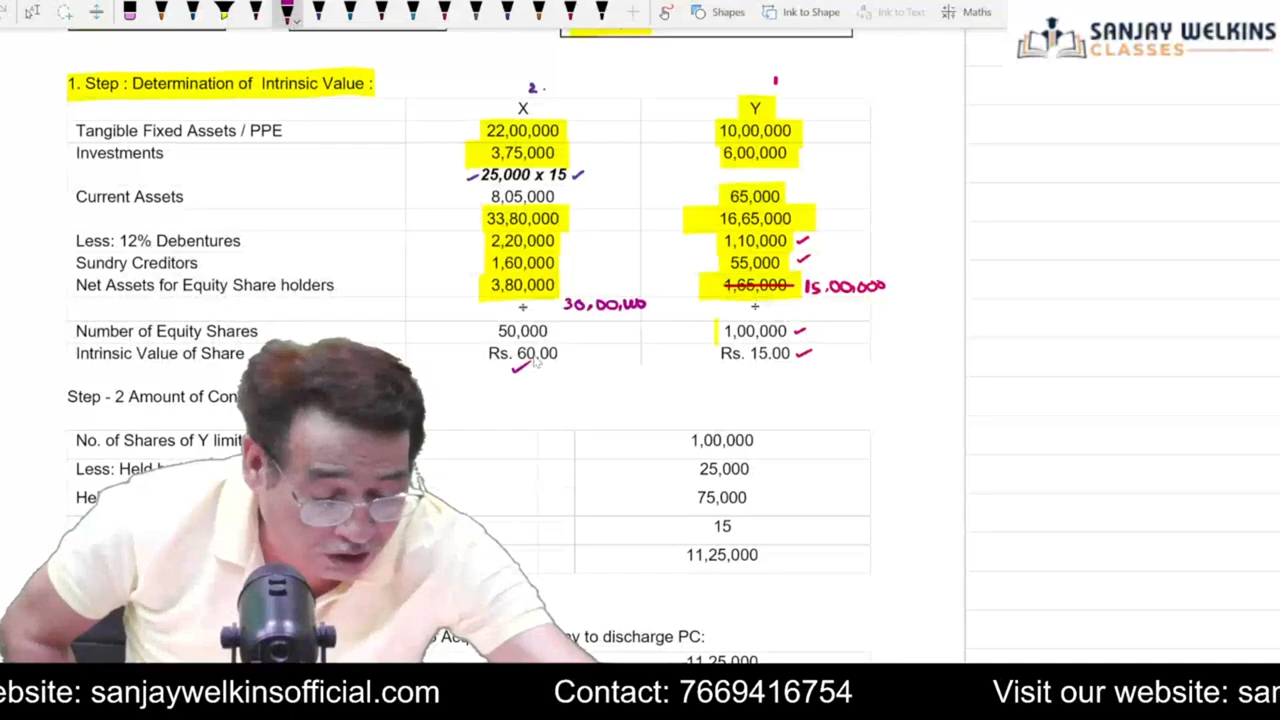 Shapes Ink to Shape Ink to Text Maths
SANJAY WELKINS
CLASSES
1. Step : Determination of Intrinsic Value :
2. 1
X Y
Tangible Fixed Assets / PPE 22,00,000 10,00,000
Investments 3,75,000 6,00,000
25,000 x 15
Current Assets 8,05,000 65,000
33,80,000 16,65,000
Less: 12% Debentures 2,20,000 1,10,000
Sundry Creditors 1,60,000 55,000
Net Assets for Equity Share holders 3,80,000 1,65,000 15,00,000
÷ 30,00,000 ÷
Number of Equity Shares 50,000 1,00,000
Intrinsic Value of Share Rs. 60.00 Rs. 15.00
Step - 2 Amount of
No. of Shares of Y 1,00,000
Less: Held 25,000
75,000
15
11,25,000
to discharge PC:
11,25,000
ebsite: sanjaywelkinsofficial.com Contact: 7669416754 Visit our website: